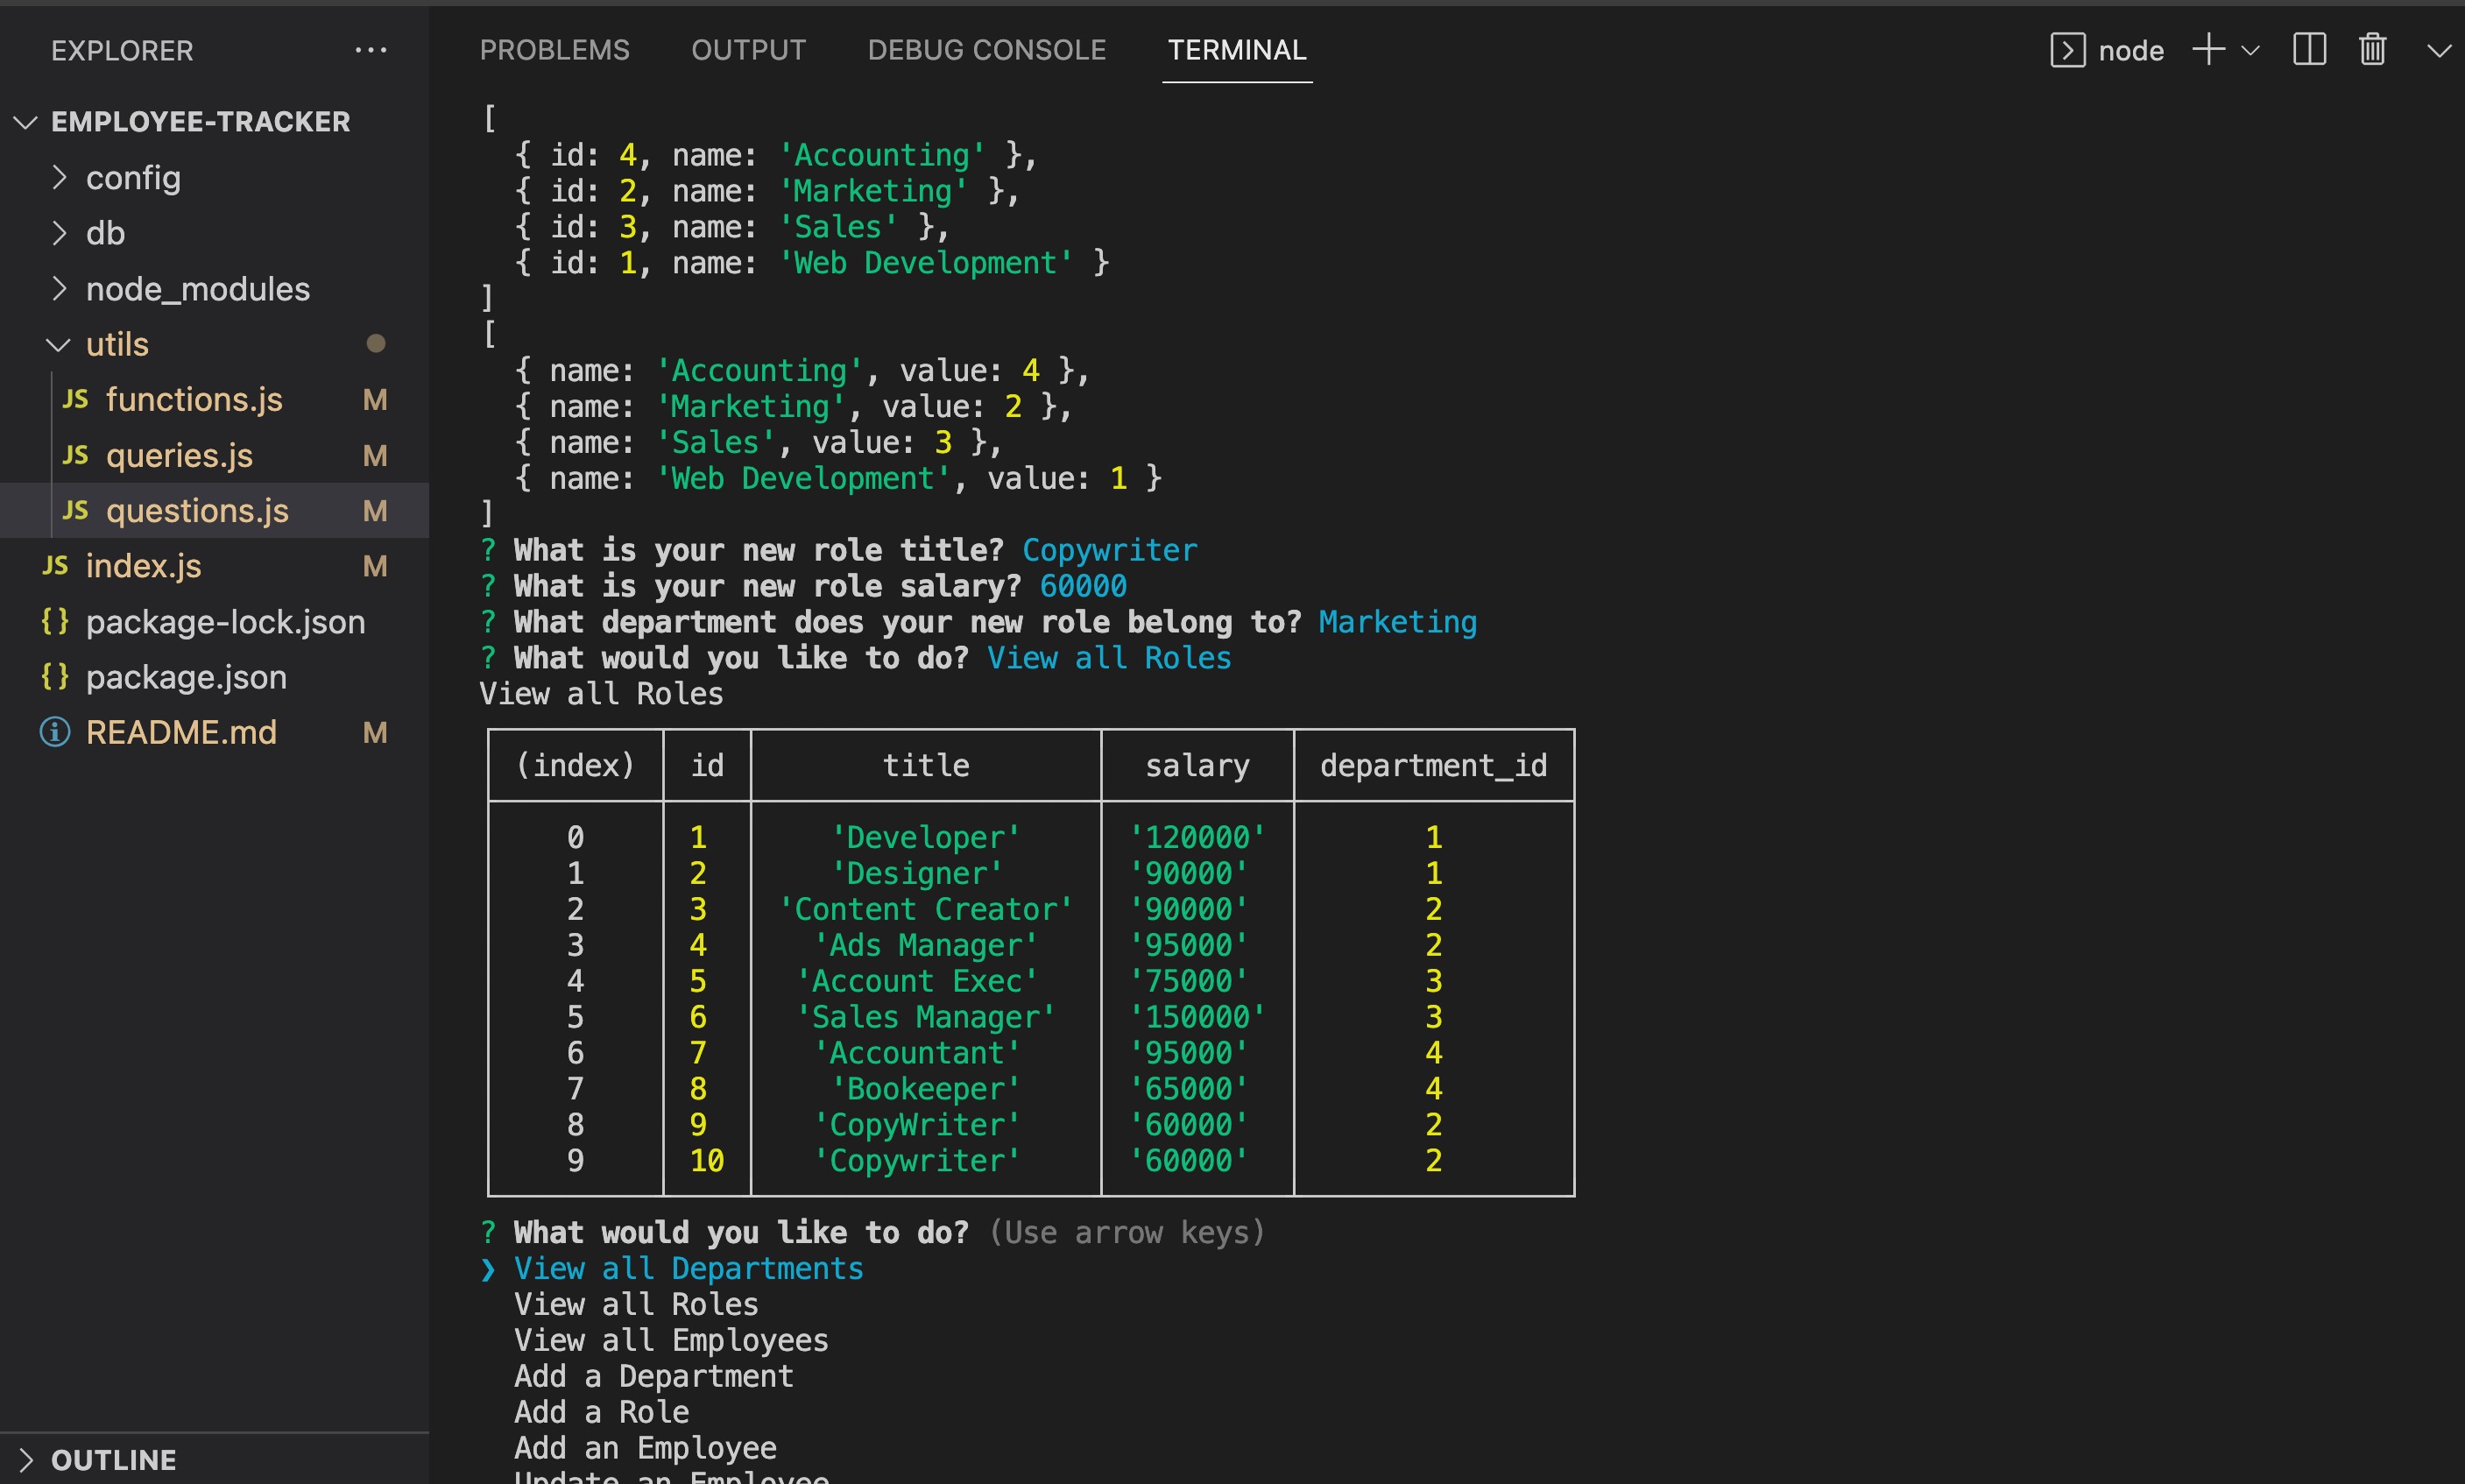 EXPLORER
EMPLOYEE-TRACKER
config
db
node_modules
utils
JS functions.js M
JS queries.js M
JS questions.js M
JS index.js M
{} package-lock.json
{} package.json
README.md M
OUTLINE
PROBLEMS OUTPUT DEBUG CONSOLE TERMINAL
node
[
{ id: 4, name: 'Accounting' },
{ id: 2, name: 'Marketing' },
{ id: 3, name: 'Sales' },
{ id: 1, name: 'Web Development' }
]
[
{ name: 'Accounting', value: 4 },
{ name: 'Marketing', value: 2 },
{ name: 'Sales', value: 3 },
{ name: 'Web Development', value: 1 }
]
? What is your new role title? Copywriter
? What is your new role salary? 60000
? What department does your new role belong to? Marketing
? What would you like to do? View all Roles
View all Roles
(index) id title salary department_id
0 1 'Developer' '120000' 1
1 2 'Designer' '90000' 1
2 3 'Content Creator' '90000' 2
3 4 'Ads Manager' '95000' 2
4 5 'Account Exec' '75000' 3
5 6 'Sales Manager' '150000' 3
6 7 'Accountant' '95000' 4
7 8 'Bookeeper' '65000' 4
8 9 'CopyWriter' '60000' 2
9 10 'Copywriter' '60000' 2
? What would you like to do? (Use arrow keys)
❯ View all Departments
View all Roles
View all Employees
Add a Department
Add a Role
Add an Employee
Update an Employee